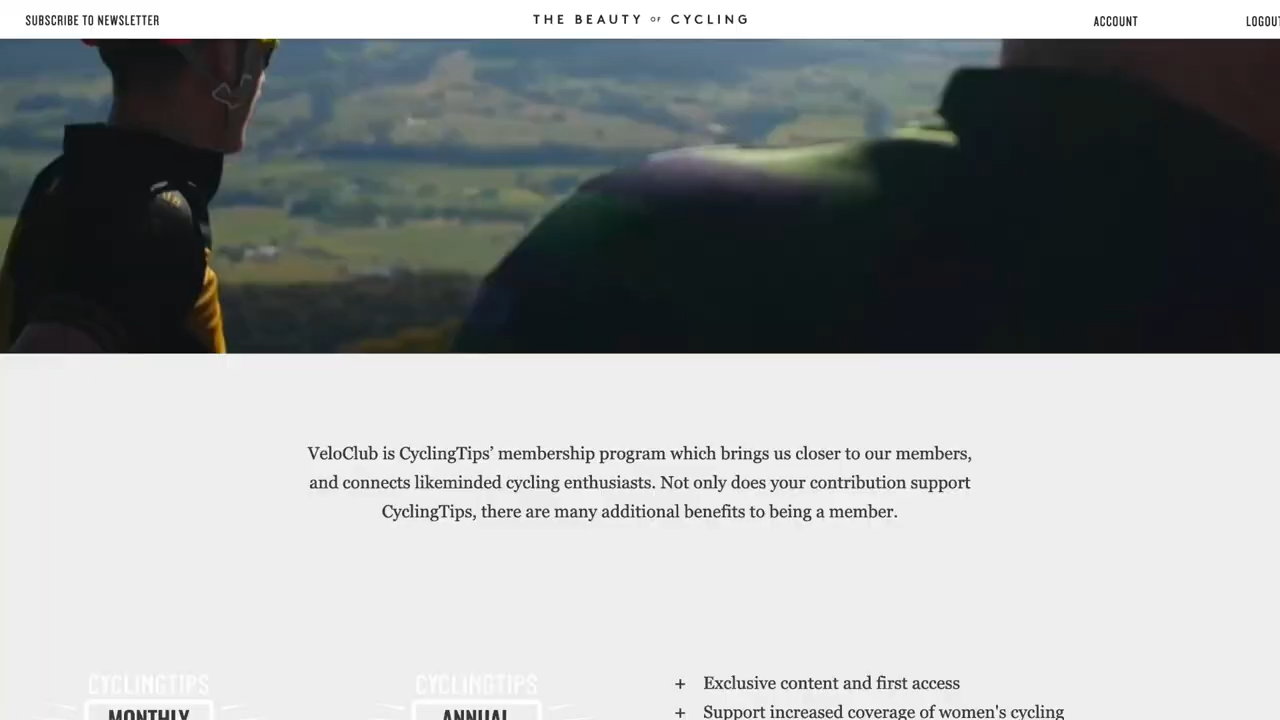 SUBSCRIBE TO NEWSLETTER
THE BEAUTY OF CYCLING
ACCOUNT
LOGOUT
VeloClub is CyclingTips’ membership program which brings us closer to our members,
and connects likeminded cycling enthusiasts. Not only does your contribution support
CyclingTips, there are many additional benefits to being a member.
CYCLINGTIPS
MONTHLY
CYCLINGTIPS
ANNUAL
+ Exclusive content and first access
+ Support increased coverage of women's cycling